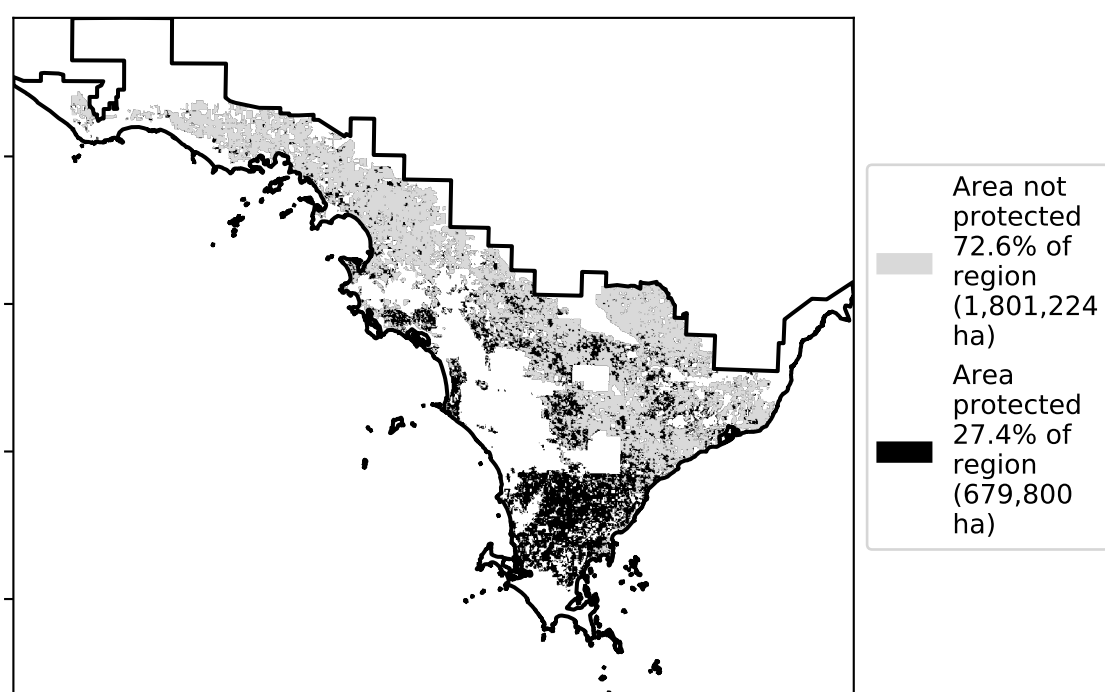 Area not
protected
72.6% of
region
(1,801,224
ha)
Area
protected
27.4% of
region
(679,800
ha)